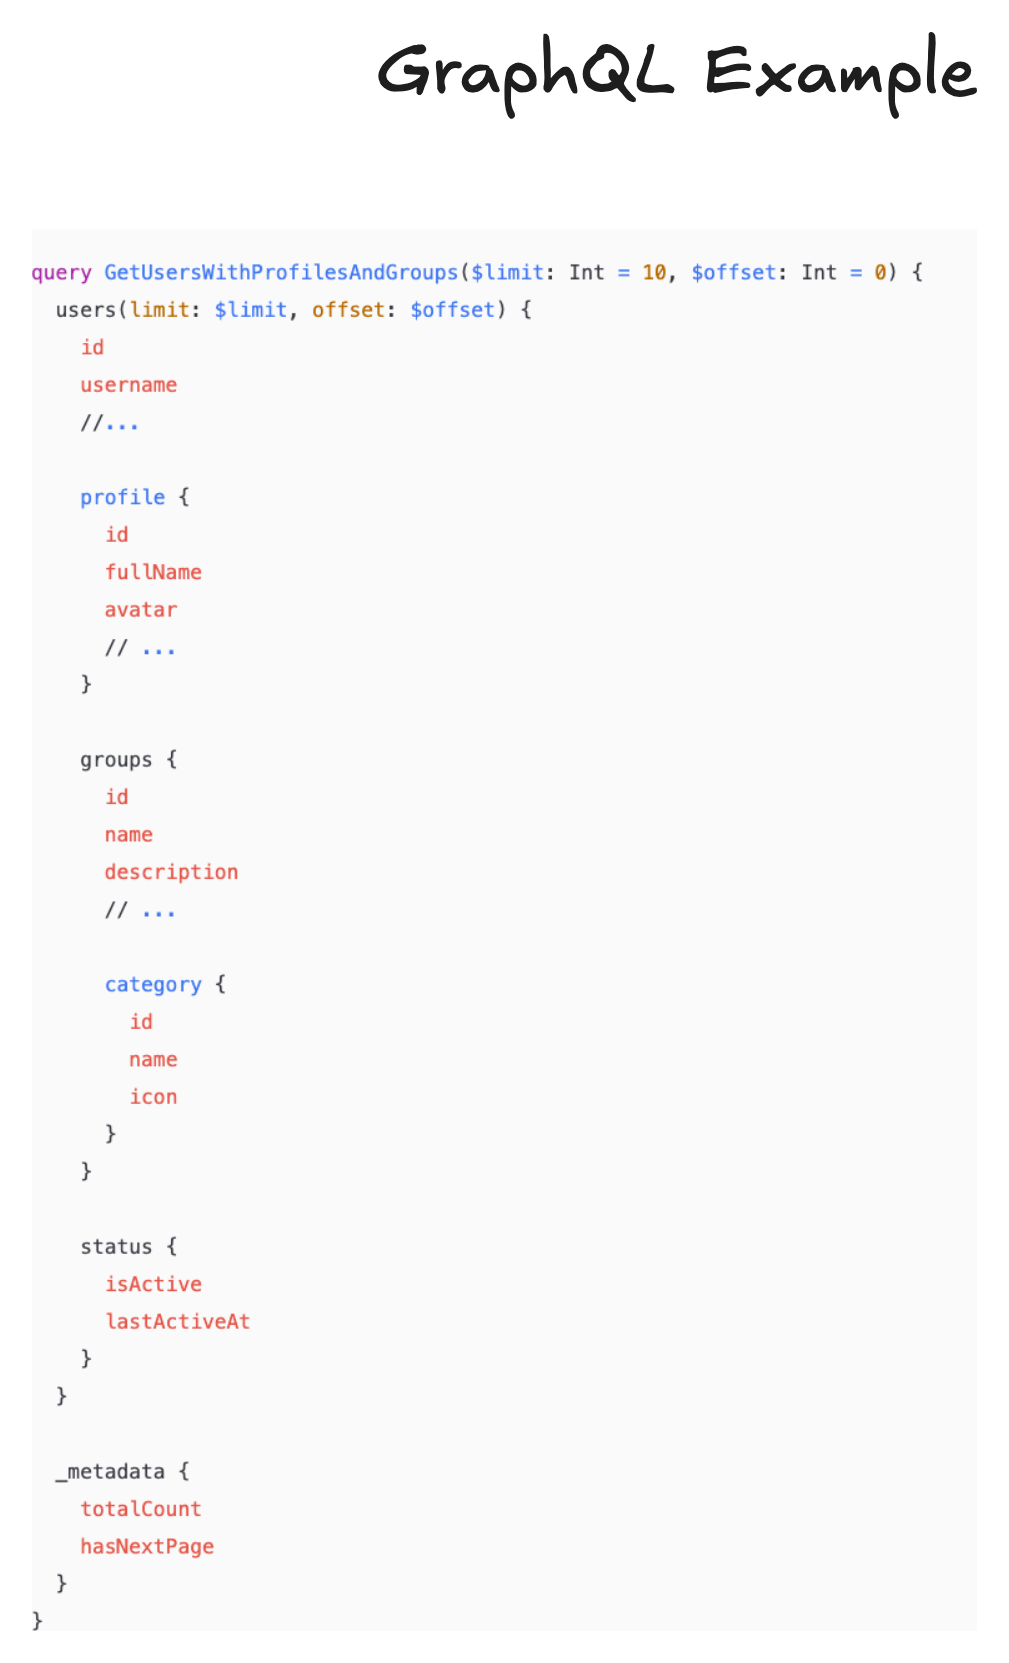 GraphQL Example
query GetUsersWithProfilesAndGroups($limit: Int = 10, $offset: Int = 0) {
  users(limit: $limit, offset: $offset) {
    id
    username
    //...

    profile {
      id
      fullName
      avatar
      // ...
    }

    groups {
      id
      name
      description
      // ...

      category {
        id
        name
        icon
      }
    }

    status {
      isActive
      lastActiveAt
    }
  }

  _metadata {
    totalCount
    hasNextPage
  }
}